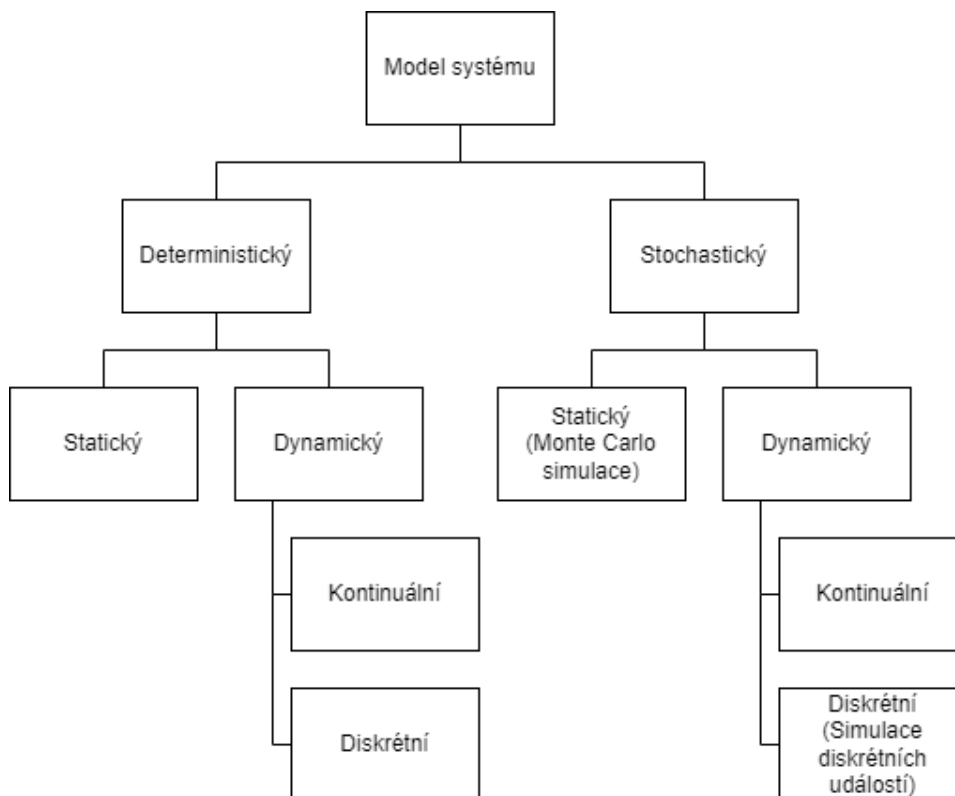 Model systému
Deterministický
Stochastický
Statický
Dynamický
Statický
(Monte Carlo
simulace)
Dynamický
Kontinuální
Kontinuální
Diskrétní
Diskrétní
(Simulace
diskrétních
událostí)